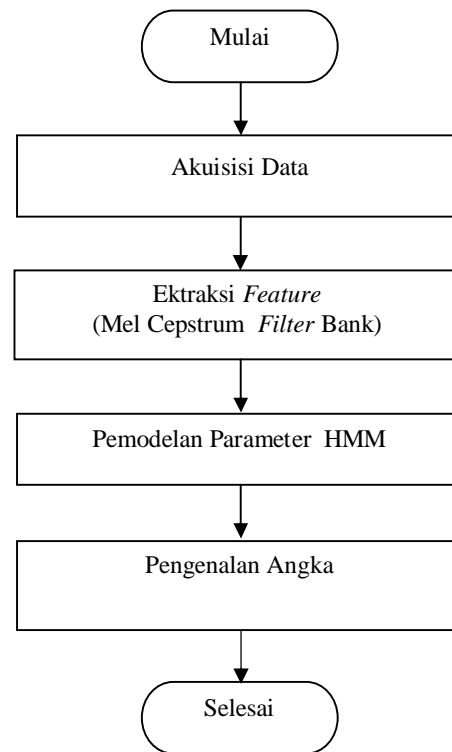 Mulai
Akuisisi Data
Ektraksi Feature
(Mel Cepstrum Filter Bank)
Pemodelan Parameter HMM
Pengenalan Angka
Selesai